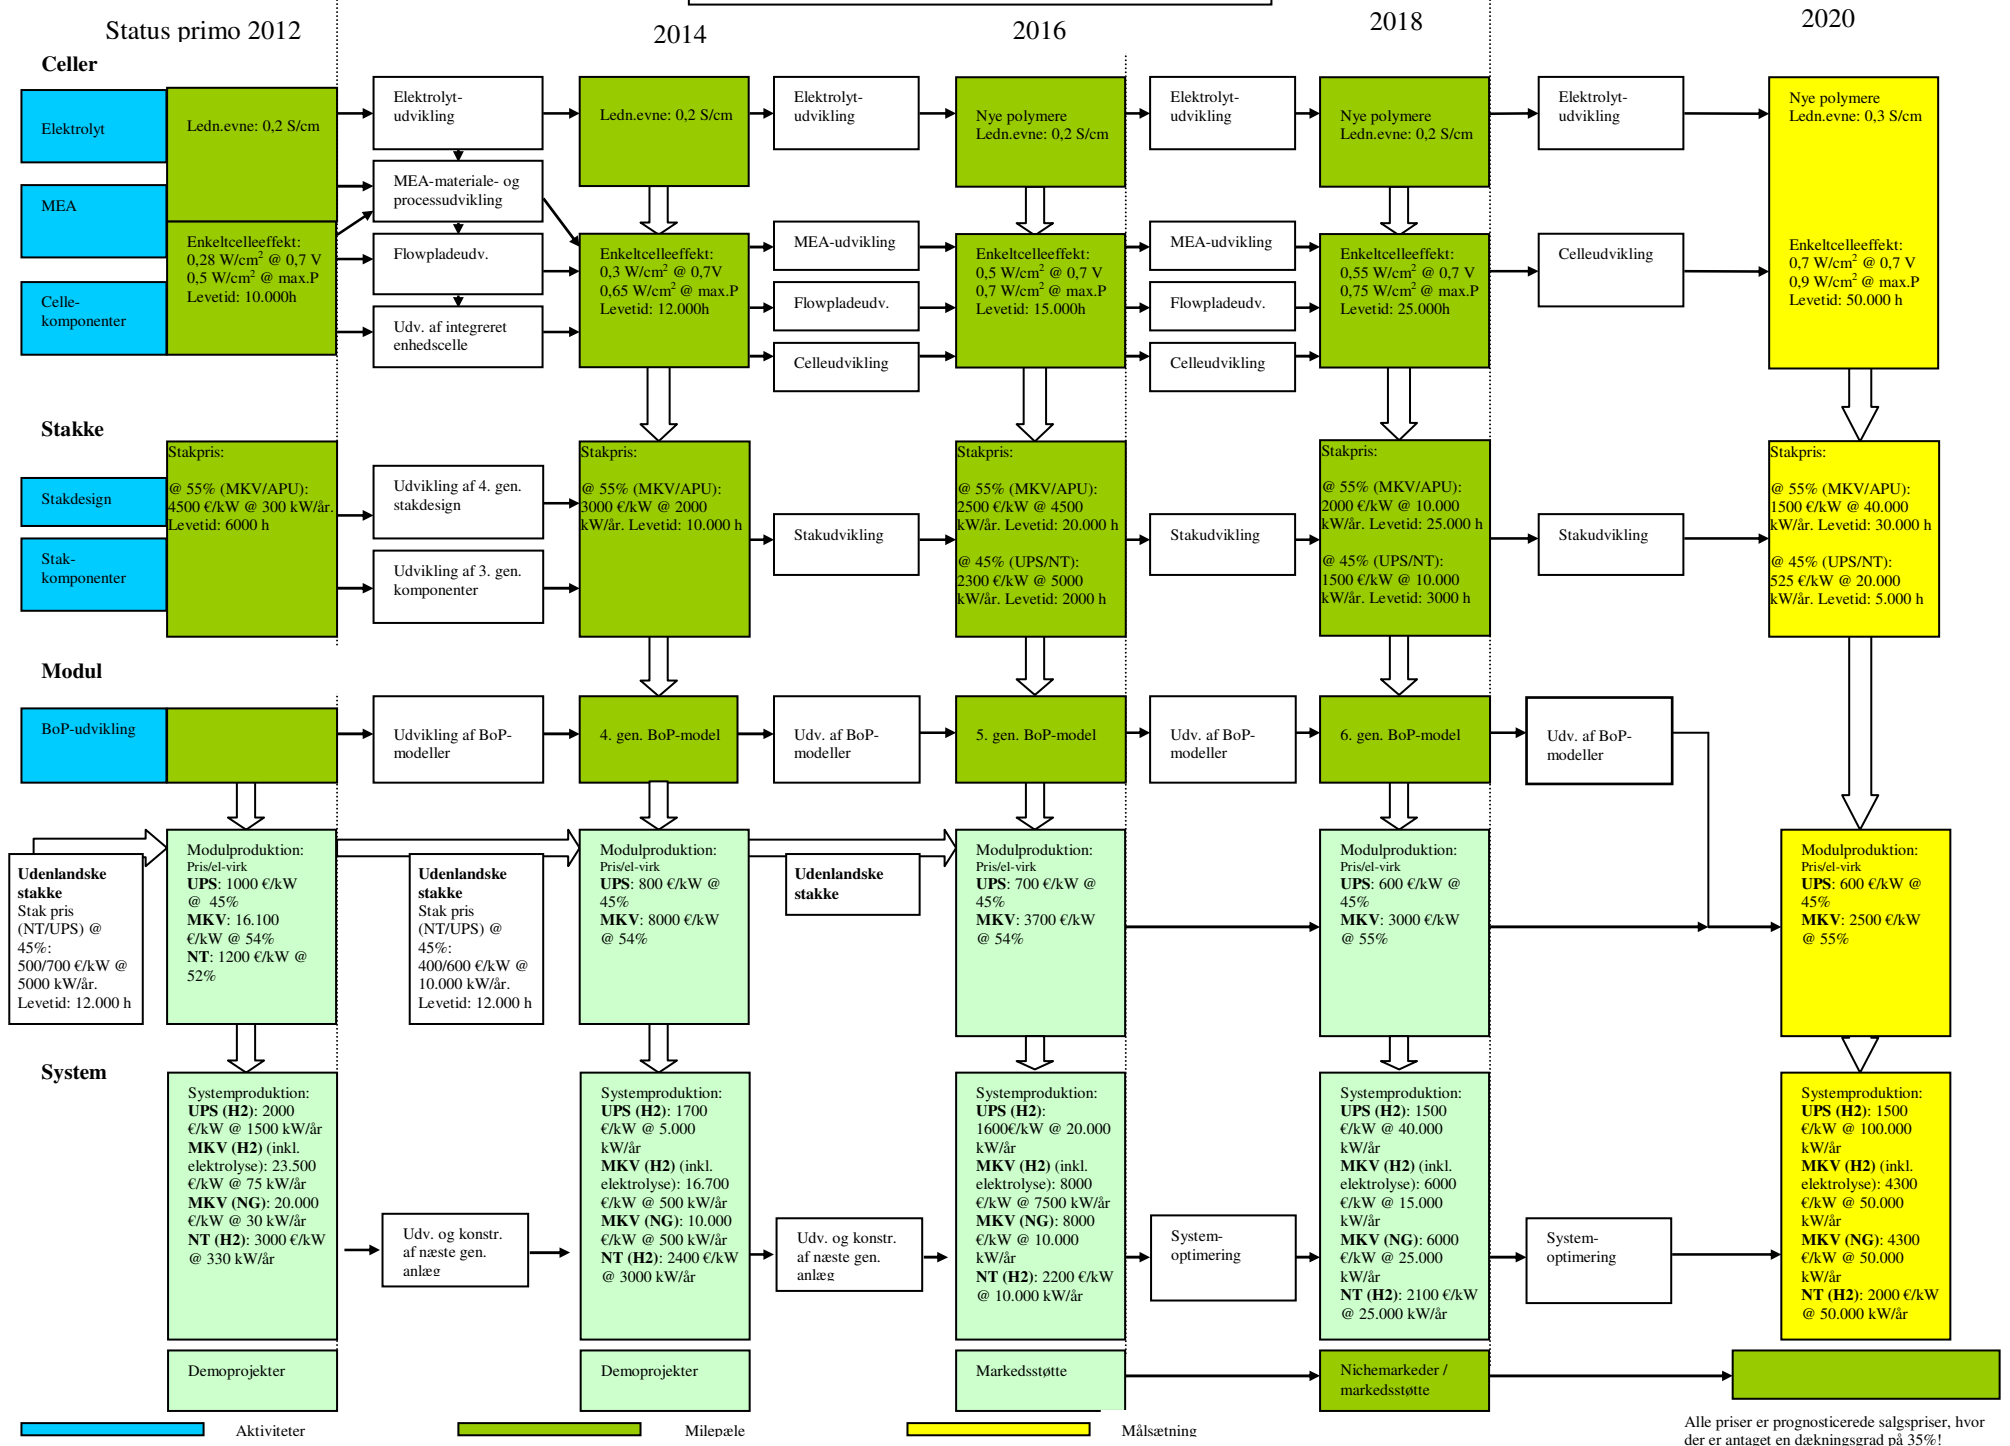 Status primo 2012
2014
2016
2018
2020
Celler
Elektrolyt
MEA
Celle-
komponenter
Ledn.evne: 0,2 S/cm
Enkeltcelleeffekt:
0,28 W/cm² @ 0,7 V
0,5 W/cm² @ max.P
Levetid: 10.000h
Elektrolyt-
udvikling
MEA-materiale- og
processudvikling
Flowpladeudv.
Udv. af integreret
enhedscelle
Ledn.evne: 0,2 S/cm
Enkeltcelleeffekt:
0,3 W/cm² @ 0,7V
0,65 W/cm² @ max.P
Levetid: 12.000h
Elektrolyt-
udvikling
MEA-udvikling
Flowpladeudv.
Celleudvikling
Nye polymere
Ledn.evne: 0,2 S/cm
Enkeltcelleeffekt:
0,5 W/cm² @ 0,7 V
0,7 W/cm² @ max.P
Levetid: 15.000h
Elektrolyt-
udvikling
MEA-udvikling
Flowpladeudv.
Celleudvikling
Nye polymere
Ledn.evne: 0,2 S/cm
Enkeltcelleeffekt:
0,55 W/cm² @ 0,7 V
0,75 W/cm² @ max.P
Levetid: 25.000h
Elektrolyt-
udvikling
Celleudvikling
Nye polymere
Ledn.evne: 0,3 S/cm
Enkeltcelleeffekt:
0,7 W/cm² @ 0,7 V
0,9 W/cm² @ max.P
Levetid: 50.000 h
Stakke
Stakdesign
Stak-
komponenter
Stakpris:
@ 55% (MKV/APU):
4500 €/kW @ 300 kW/år.
Levetid: 6000 h
Udvikling af 4. gen.
stakdesign
Udvikling af 3. gen.
komponenter
Stakpris:
@ 55% (MKV/APU):
3000 €/kW @ 2000
kW/år. Levetid: 10.000 h
Stakudvikling
Stakpris:
@ 55% (MKV/APU):
2500 €/kW @ 4500
kW/år. Levetid: 20.000 h
@ 45% (UPS/NT):
2300 €/kW @ 5000
kW/år. Levetid: 2000 h
Stakudvikling
@ 55% (MKV/APU):
2000 €/kW @ 10.000
kW/år. Levetid: 25.000 h
@ 45% (UPS/NT):
1500 €/kW @ 10.000
kW/år. Levetid: 3000 h
Stakudvikling
Stakpris:
@ 55% (MKV/APU):
1500 €/kW @ 40.000
kW/år. Levetid: 30.000 h
@ 45% (UPS/NT):
525 €/kW @ 20.000
kW/år. Levetid: 5.000 h
Modul
BoP-udvikling
Udvikling af BoP-
modeller
4. gen. BoP-model
Udv. af BoP-
modeller
5. gen. BoP-model
Udv. af BoP-
modeller
6. gen. BoP-model
Udv. af BoP-
modeller
Udenlandske
stakke
Stak pris
(NT/UPS) @
45%:
500/700 €/kW @
5000 kW/år.
Levetid: 12.000 h
Modulproduktion:
Pris/el-virk
UPS: 1000 €/kW
@ 45%
MKV: 16.100
€/kW @ 54%
NT: 1200 €/kW @
52%
Udenlandske
stakke
Stak pris
(NT/UPS) @
45%:
400/600 €/kW @
10.000 kW/år.
Levetid: 12.000 h
Modulproduktion:
Pris/el-virk
UPS: 800 €/kW @
45%
MKV: 8000 €/kW
@ 54%
Udenlandske
stakke
Modulproduktion:
Pris/el-virk
UPS: 700 €/kW @
45%
MKV: 3700 €/kW
@ 54%
Modulproduktion:
Pris/el-virk
UPS: 600 €/kW @
45%
MKV: 3000 €/kW
@ 55%
Modulproduktion:
Pris/el-virk
UPS: 600 €/kW @
45%
MKV: 2500 €/kW
@ 55%
System
Systemproduktion:
UPS (H2): 2000
€/kW @ 1500 kW/år
MKV (H2) (inkl.
elektrolyse): 23.500
€/kW @ 75 kW/år
MKV (NG): 20.000
€/kW @ 30 kW/år
NT (H2): 3000 €/kW
@ 330 kW/år
Udv. og konstr.
af næste gen.
anlæg
Systemproduktion:
UPS (H2): 1700
€/kW @ 5.000
kW/år
MKV (H2) (inkl.
elektrolyse): 16.700
€/kW @ 500 kW/år
MKV (NG): 10.000
€/kW @ 500 kW/år
NT (H2): 2400 €/kW
@ 3000 kW/år
Udv. og konstr.
af næste gen.
anlæg
Systemproduktion:
UPS (H2):
1600€/kW @ 20.000
kW/år
MKV (H2) (inkl.
elektrolyse): 8000
€/kW @ 7500 kW/år
MKV (NG): 8000
€/kW @ 10.000
kW/år
NT (H2): 2200 €/kW
@ 10.000 kW/år
System-
optimering
Systemproduktion:
UPS (H2): 1500
€/kW @ 40.000
kW/år
MKV (H2) (inkl.
elektrolyse): 6000
€/kW @ 15.000
kW/år
MKV (NG): 6000
€/kW @ 25.000
kW/år
NT (H2): 2100 €/kW
@ 25.000 kW/år
System-
optimering
Systemproduktion:
UPS (H2): 1500
€/kW @ 100.000
kW/år
MKV (H2) (inkl.
elektrolyse): 4300
€/kW @ 50.000
kW/år
MKV (NG): 4300
€/kW @ 50.000
kW/år
NT (H2): 2000 €/kW
@ 50.000 kW/år
Demoprojekter
Demoprojekter
Markedsstøtte
Nichemarkeder /
markedsstøtte
Aktiviteter
Milepæle
Målsætning
Alle priser er prognosticerede salgspriser, hvor
der er antaget en dækningsgrad på 35%!